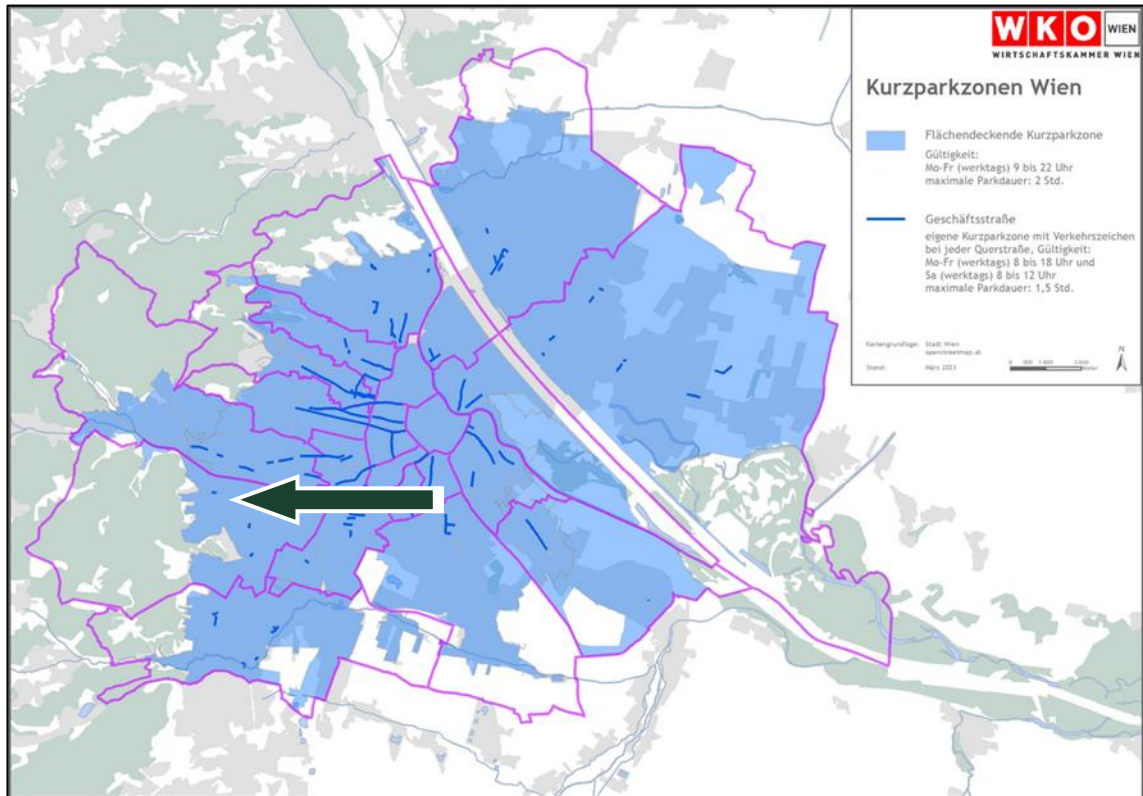 WKO WIEN
WIRTSCHAFTSKAMMER WIEN
Kurzparkzonen Wien
Flächendeckende Kurzparkzone
Gültigkeit:
Mo-Fr (werktags) 9 bis 22 Uhr
maximale Parkdauer: 2 Std.
Geschäftsstraße
eigene Kurzparkzone mit Verkehrszeichen
bei jeder Querstraße, Gültigkeit:
Mo-Fr (werktags) 8 bis 18 Uhr und
Sa (werktags) 8 bis 12 Uhr
maximale Parkdauer: 1,5 Std.
Kartengrundlage: Stadt Wien
openstreetmap.at
Stand: März 2023
N